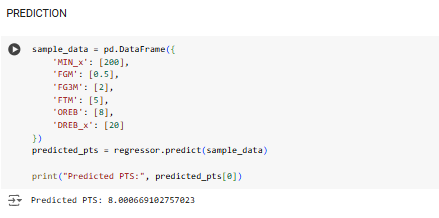 PREDICTION
sample_data = pd.DataFrame({
'MIN_x': [200],
'FGM': [0.5],
'FG3M': [2],
'FTM': [5],
'OREB': [8],
'DREB_x': [20]
})
predicted_pts = regressor.predict(sample_data)
print("Predicted PTS:", predicted_pts[0])
Predicted PTS: 8.000669102757023